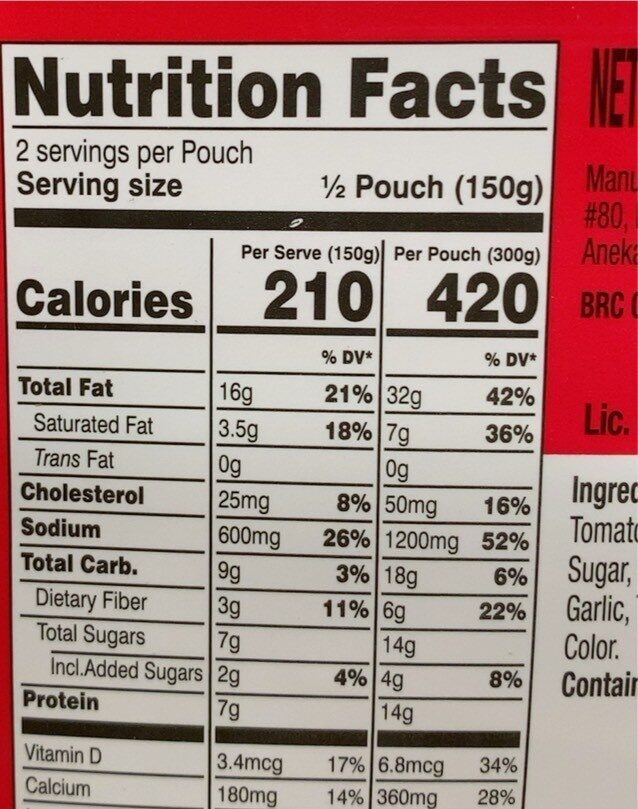 Nutrition Facts
2 servings per Pouch
Serving size ½ Pouch (150g)
Per Serve (150g) Per Pouch (300g)
Calories 210 420
% DV* % DV*
Total Fat 16g 21% 32g 42%
Saturated Fat 3.5g 18% 7g 36%
Trans Fat 0g 0g
Cholesterol 25mg 8% 50mg 16%
Sodium 600mg 26% 1200mg 52%
Total Carb. 9g 3% 18g 6%
Dietary Fiber 3g 11% 6g 22%
Total Sugars 7g 14g
Incl.Added Sugars 2g 4% 4g 8%
Protein 7g 14g
Vitamin D 3.4mcg 17% 6.8mcg 34%
Calcium 180mg 14% 360mg 28%
NET
#80,
BRC
Lic.
Sugar,
Garlic,
Color.